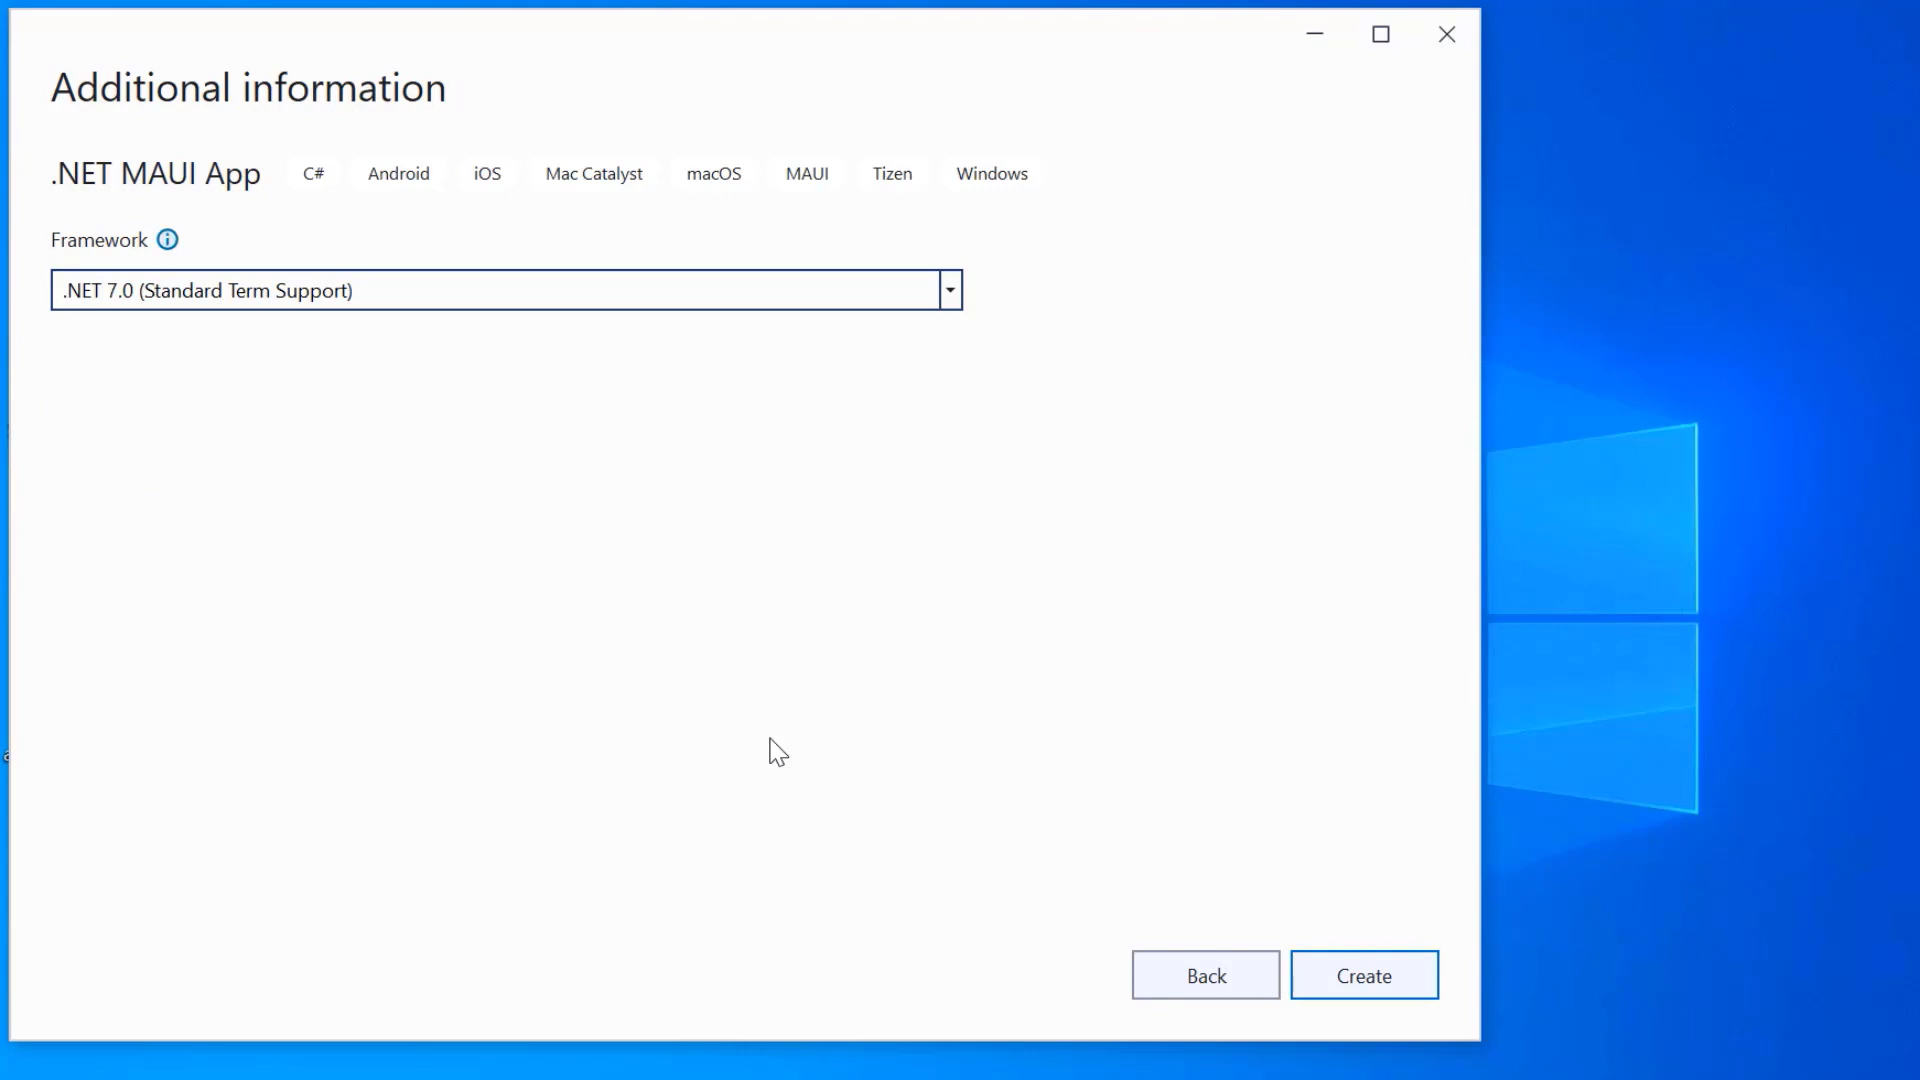 Additional information
.NET MAUI App C# Android iOS Mac Catalyst macOS MAUI Tizen Windows
Framework
.NET 7.0 (Standard Term Support)
Back Create